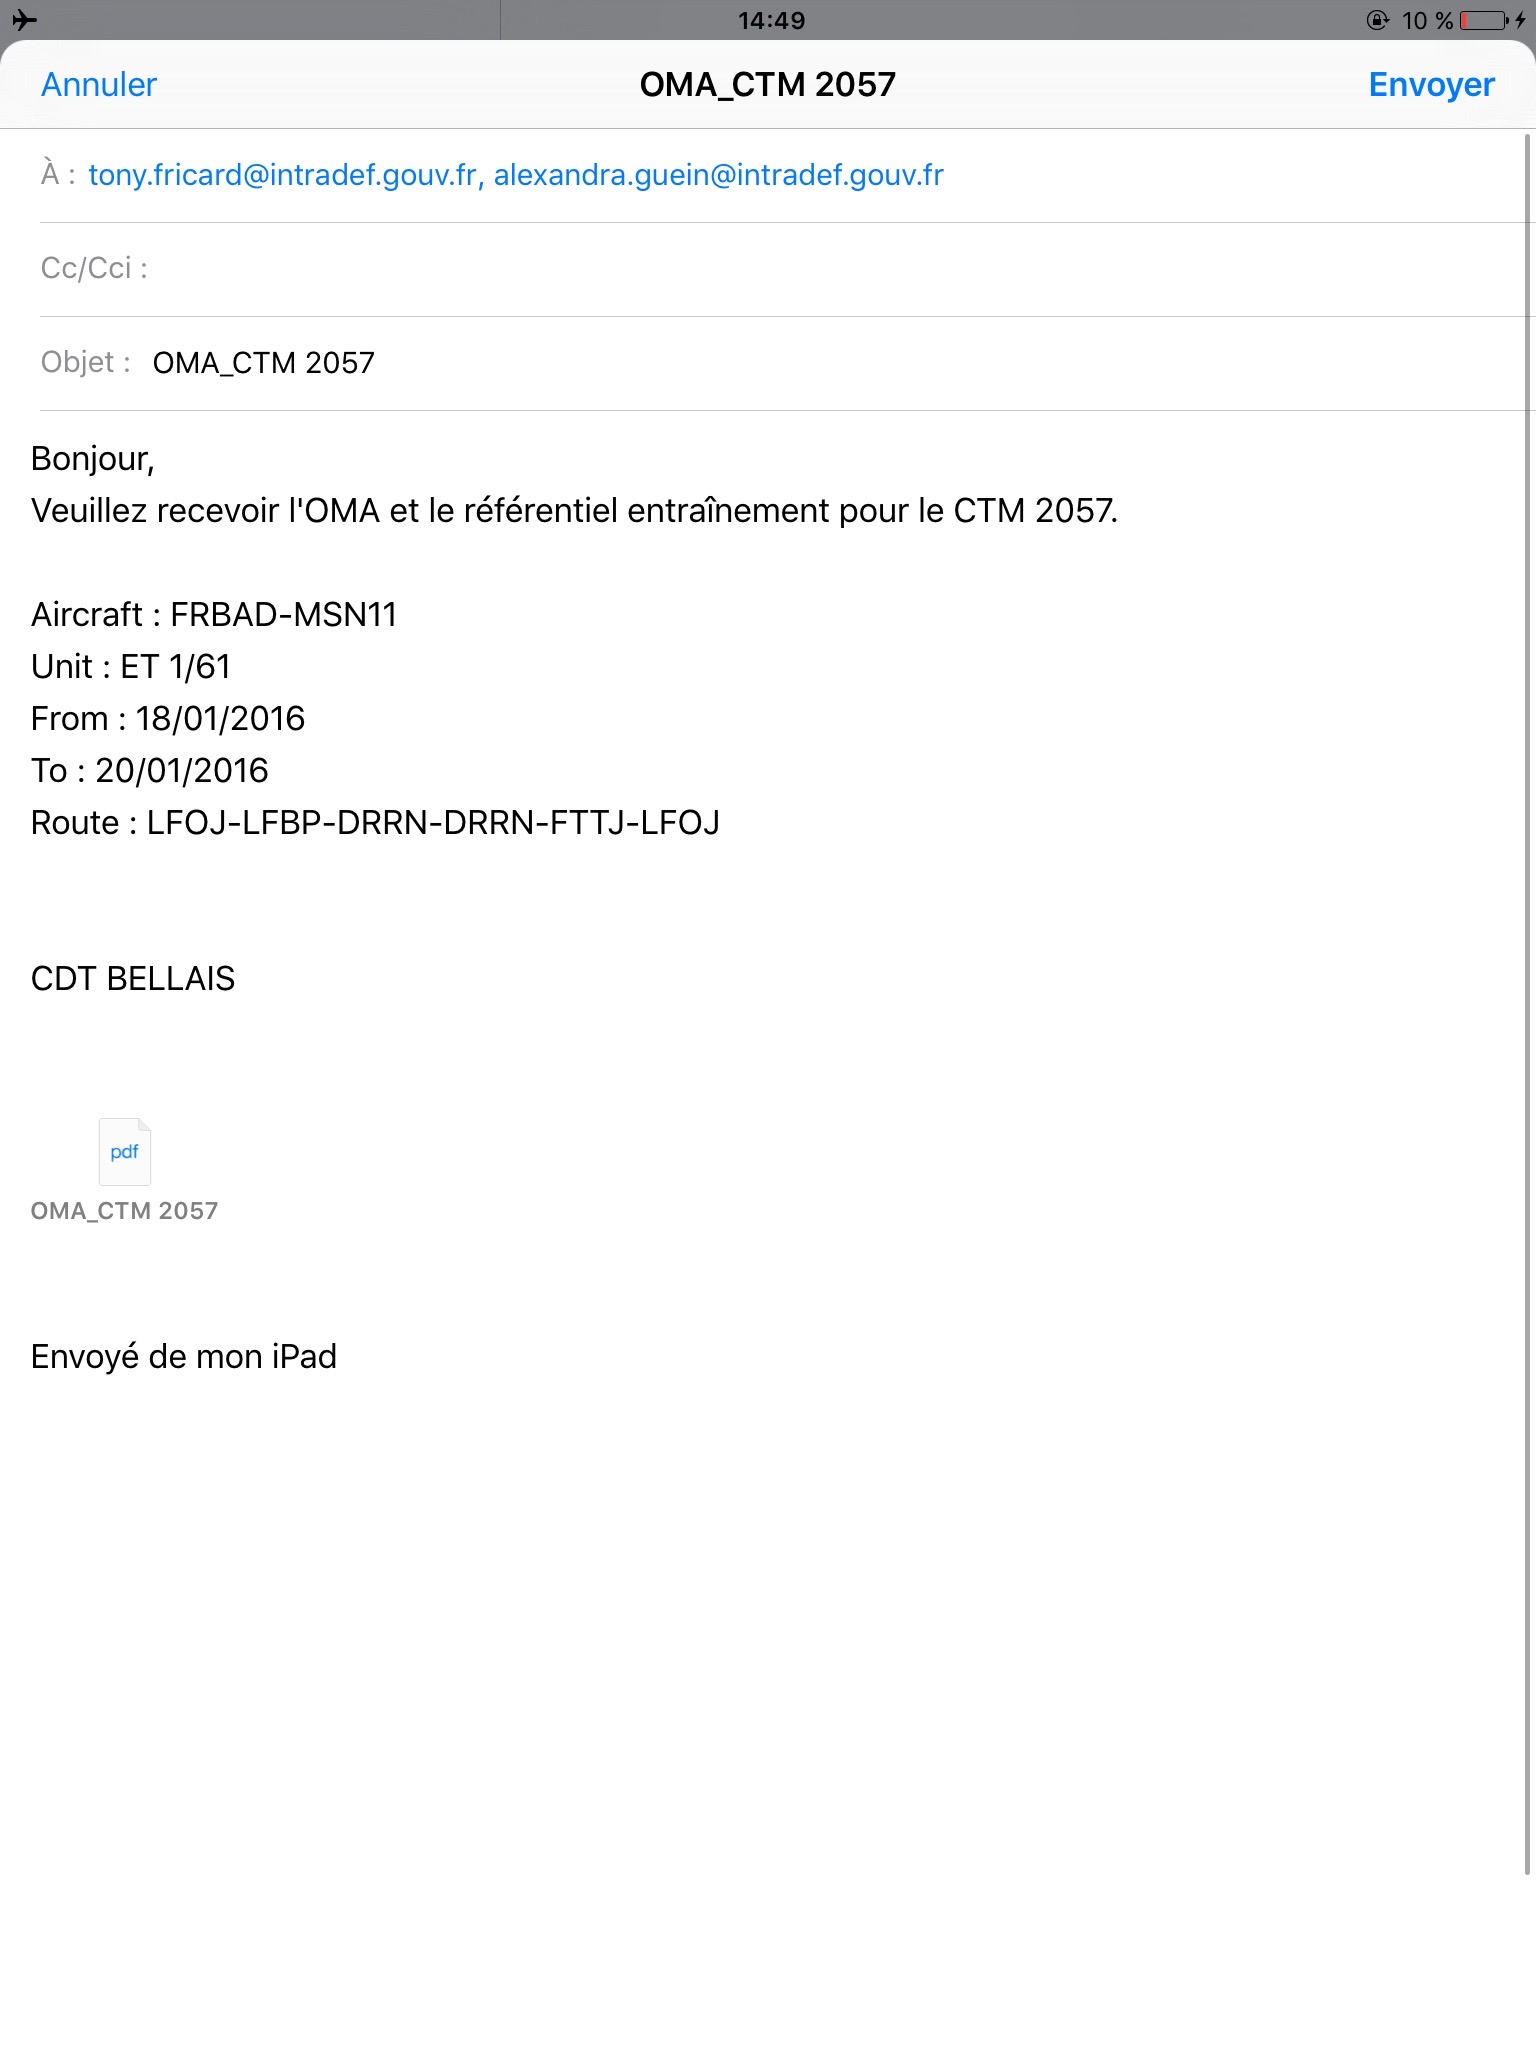 14:49
10 %
Annuler
OMA_CTM 2057
Envoyer
À : tony.fricard@intradef.gouv.fr, alexandra.guein@intradef.gouv.fr
Cc/Cci :
Objet : OMA_CTM 2057
Bonjour,
Veuillez recevoir l'OMA et le référentiel entraînement pour le CTM 2057.
Aircraft : FRBAD-MSN11
Unit : ET 1/61
From : 18/01/2016
To : 20/01/2016
Route : LFOJ-LFBP-DRRN-DRRN-FTTJ-LFOJ
CDT BELLAIS
pdf
OMA_CTM 2057
Envoyé de mon iPad